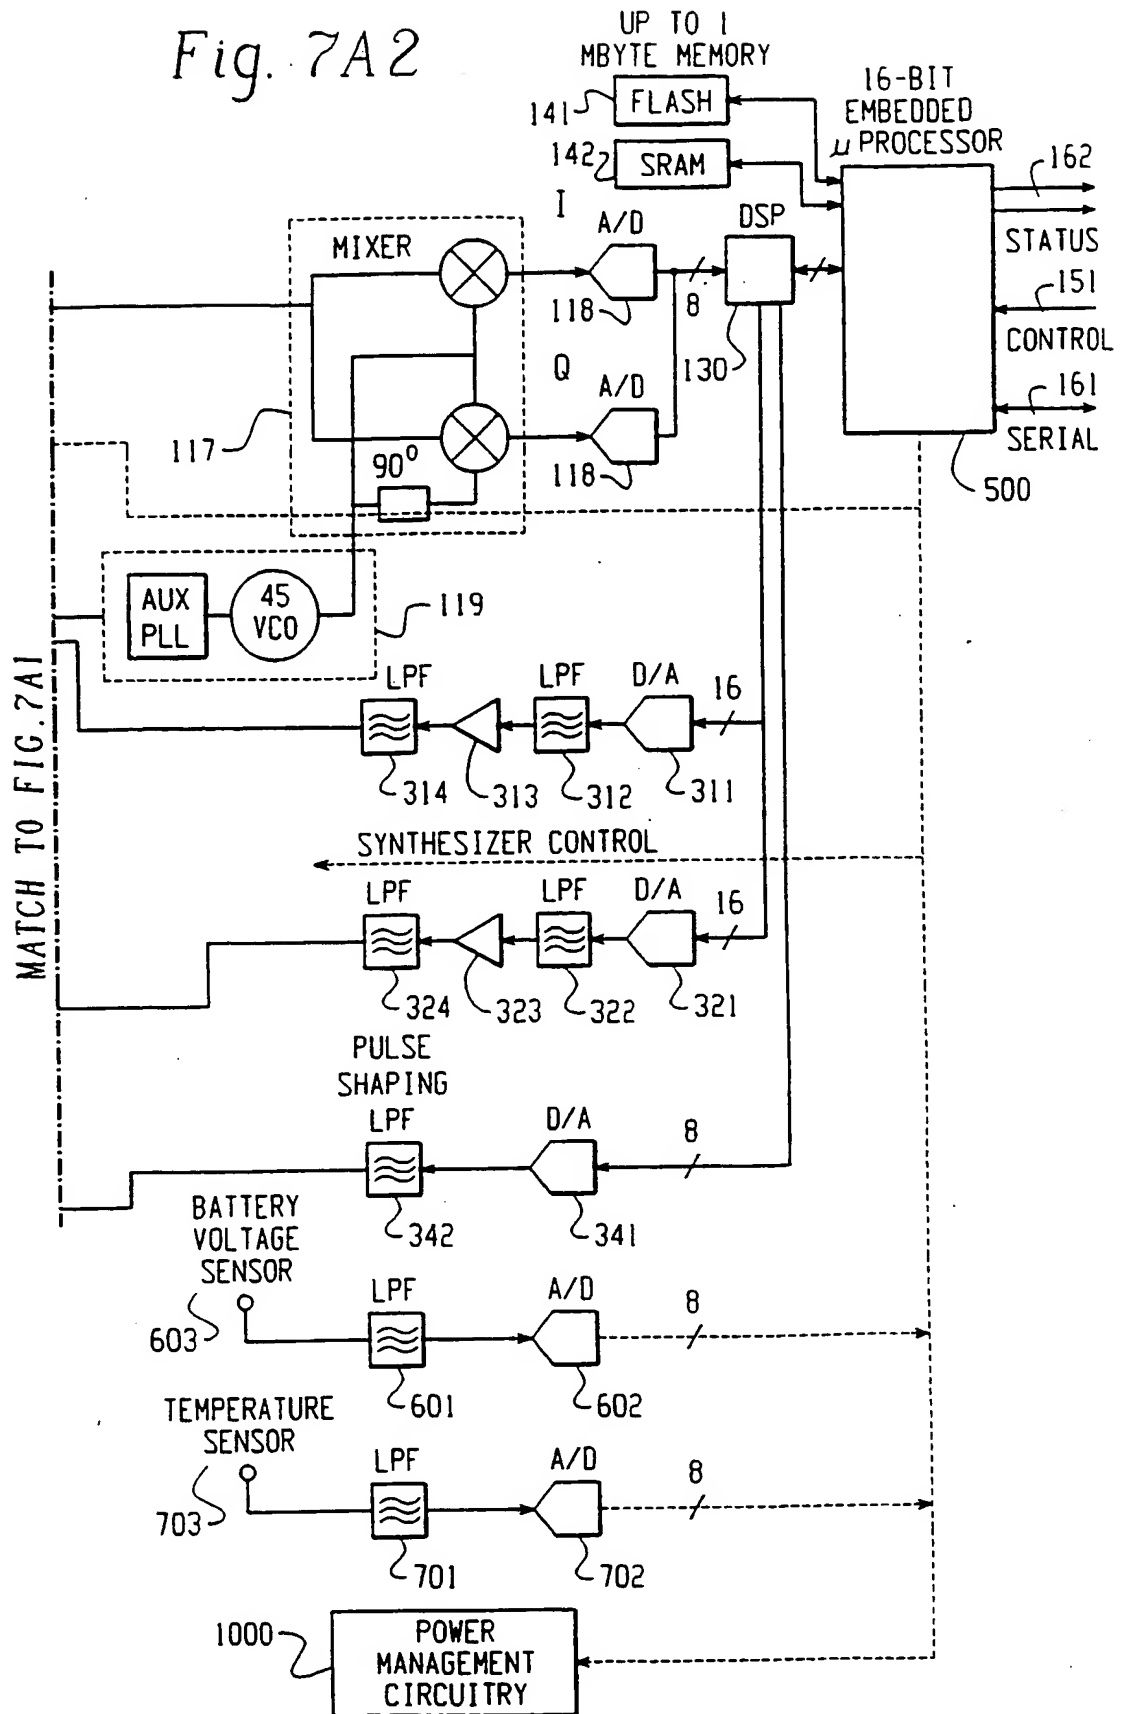 Fig. 7A2
UP TO 1
MBYTE MEMORY
141
FLASH
142
SRAM
16-BIT
EMBEDDED
μ PROCESSOR
162
STATUS
151
CONTROL
161
SERIAL
500
I
A/D
118
8
DSP
130
MIXER
Q
A/D
118
117
90°
AUX
PLL
45
VCO
119
MATCH TO FIG.7A1
LPF
314
313
LPF
312
D/A
311
16
SYNTHESIZER CONTROL
LPF
324
323
LPF
322
D/A
321
16
PULSE
SHAPING
LPF
342
D/A
341
8
BATTERY
VOLTAGE
SENSOR
603
LPF
601
A/D
602
8
TEMPERATURE
SENSOR
703
LPF
701
A/D
702
8
1000
POWER
MANAGEMENT
CIRCUITRY